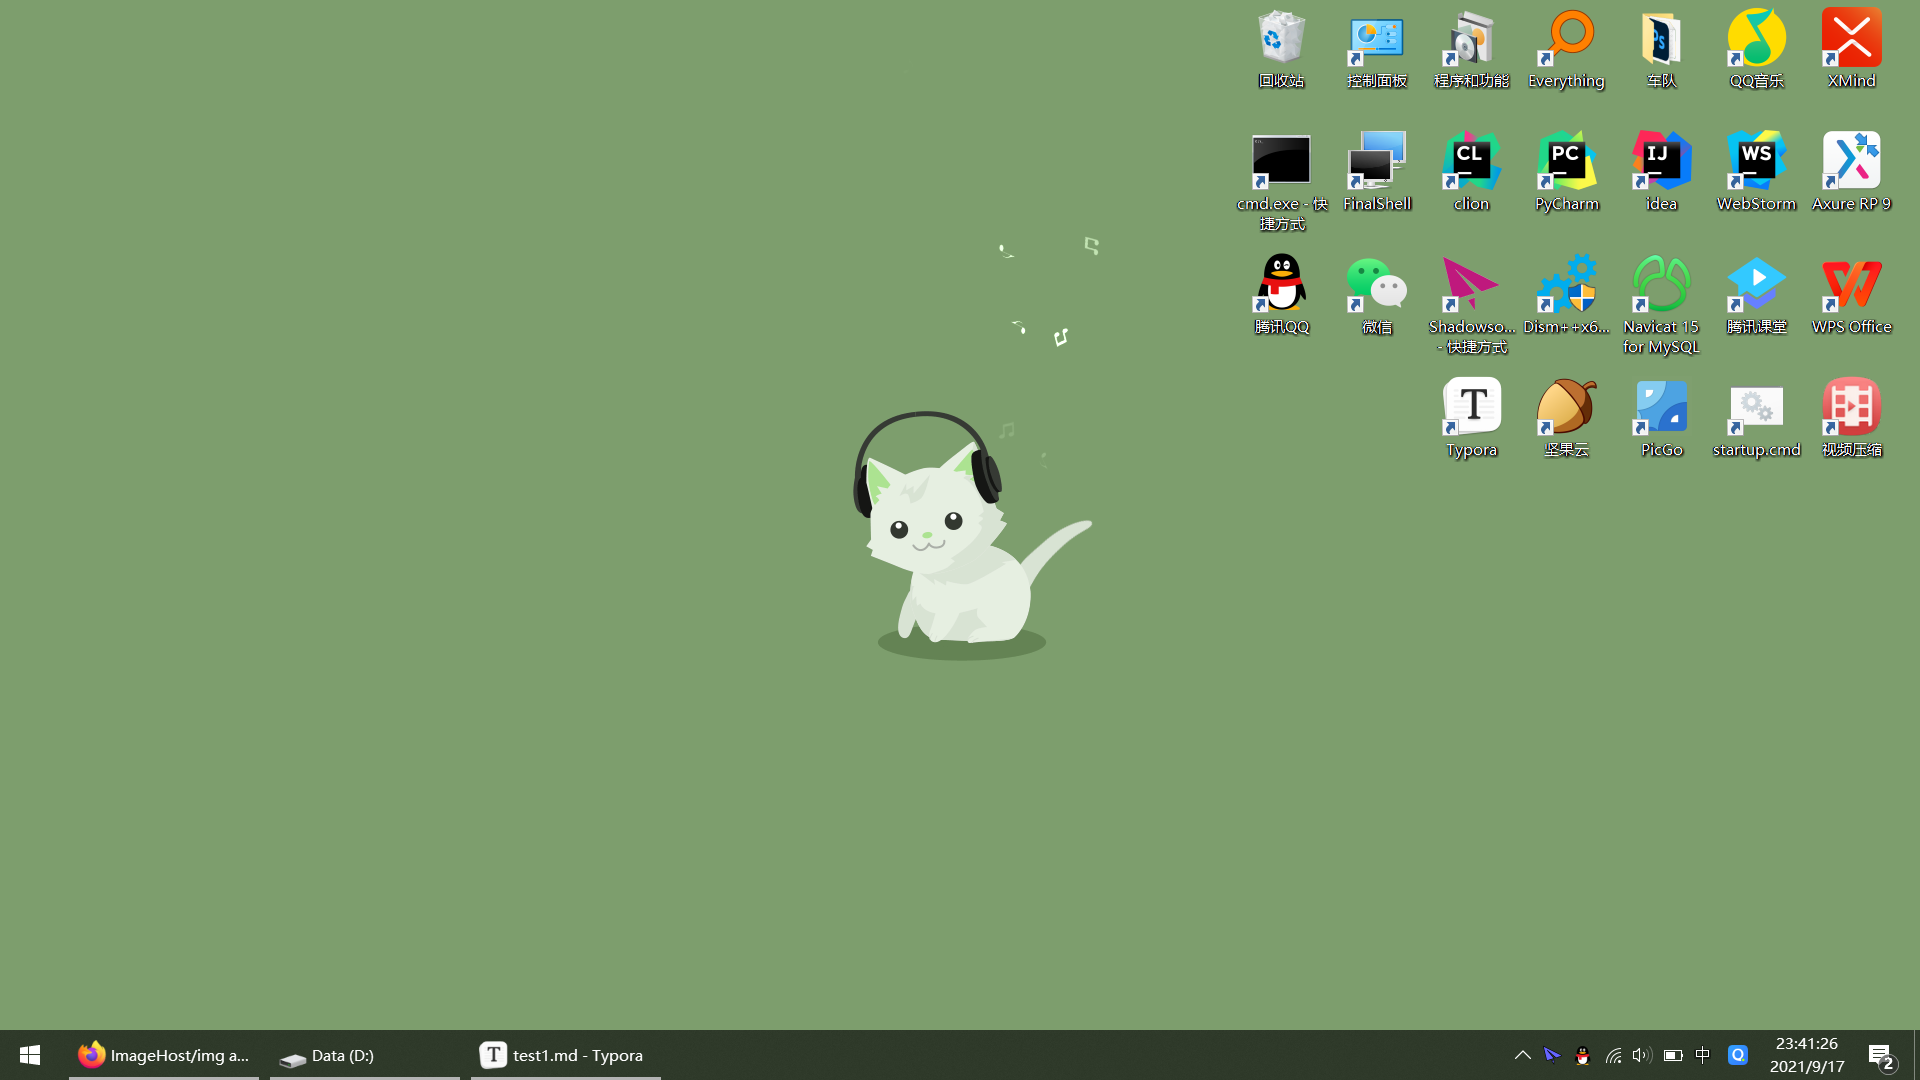 回收站
控制面板
程序和功能
Everything
车队
QQ音乐
XMind
cmd.exe - 快
捷方式
FinalShell
CL
clion
PC
PyCharm
IJ
idea
WS
WebStorm
Axure RP 9
腾讯QQ
微信
Shadowso...
- 快捷方式
Dism++x6...
Navicat 15
for MySQL
腾讯课堂
WPS Office
T
Typora
坚果云
PicGo
startup.cmd
视频压缩
ImageHost/img a...
Data (D:)
T
test1.md - Typora
中
Q
23:41:26
2021/9/17
2